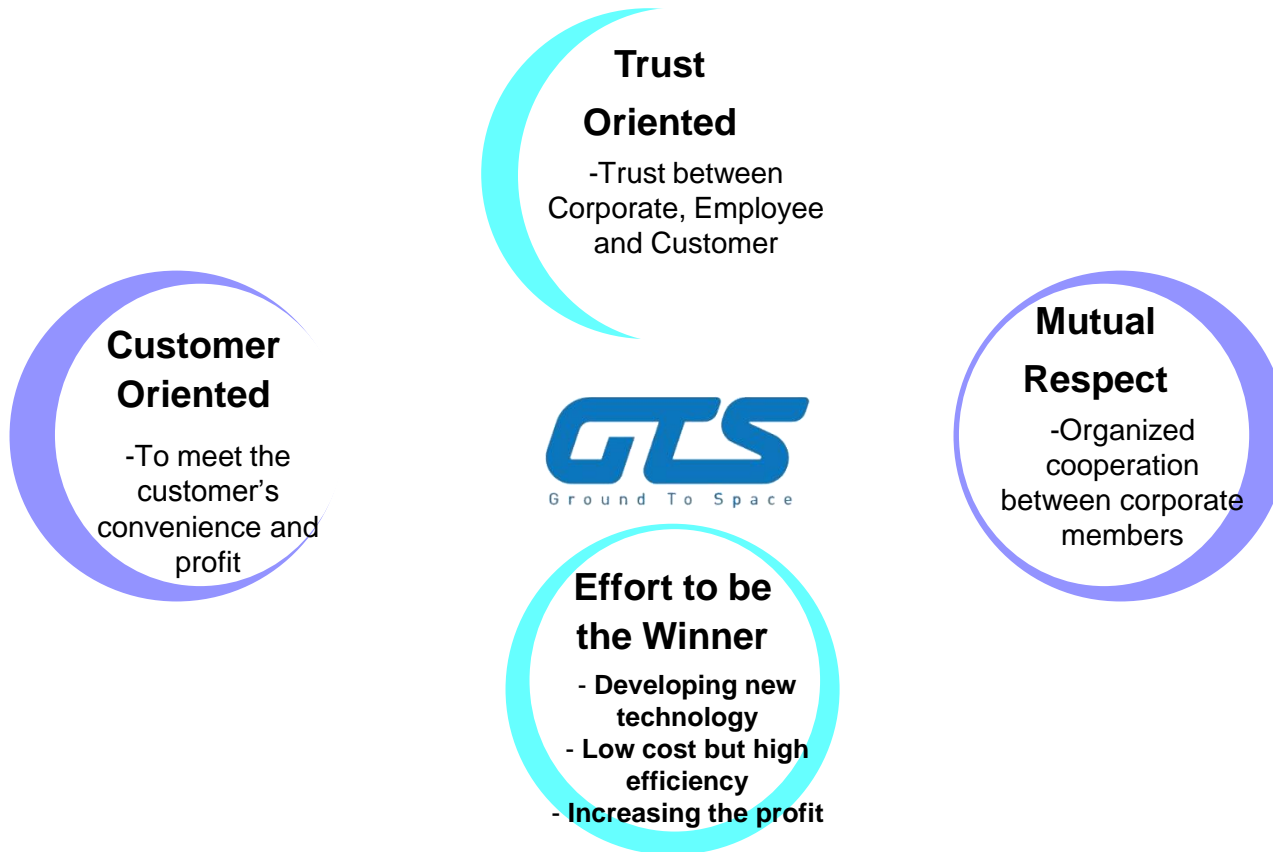 Trust
Oriented
-Trust between
Corporate, Employee
and Customer
Customer
Oriented
-To meet the
customer’s
convenience and
profit
GTS
Ground To Space
Mutual
Respect
-Organized
cooperation
between corporate
members
Effort to be
the Winner
- Developing new
technology
- Low cost but high
efficiency
- Increasing the profit